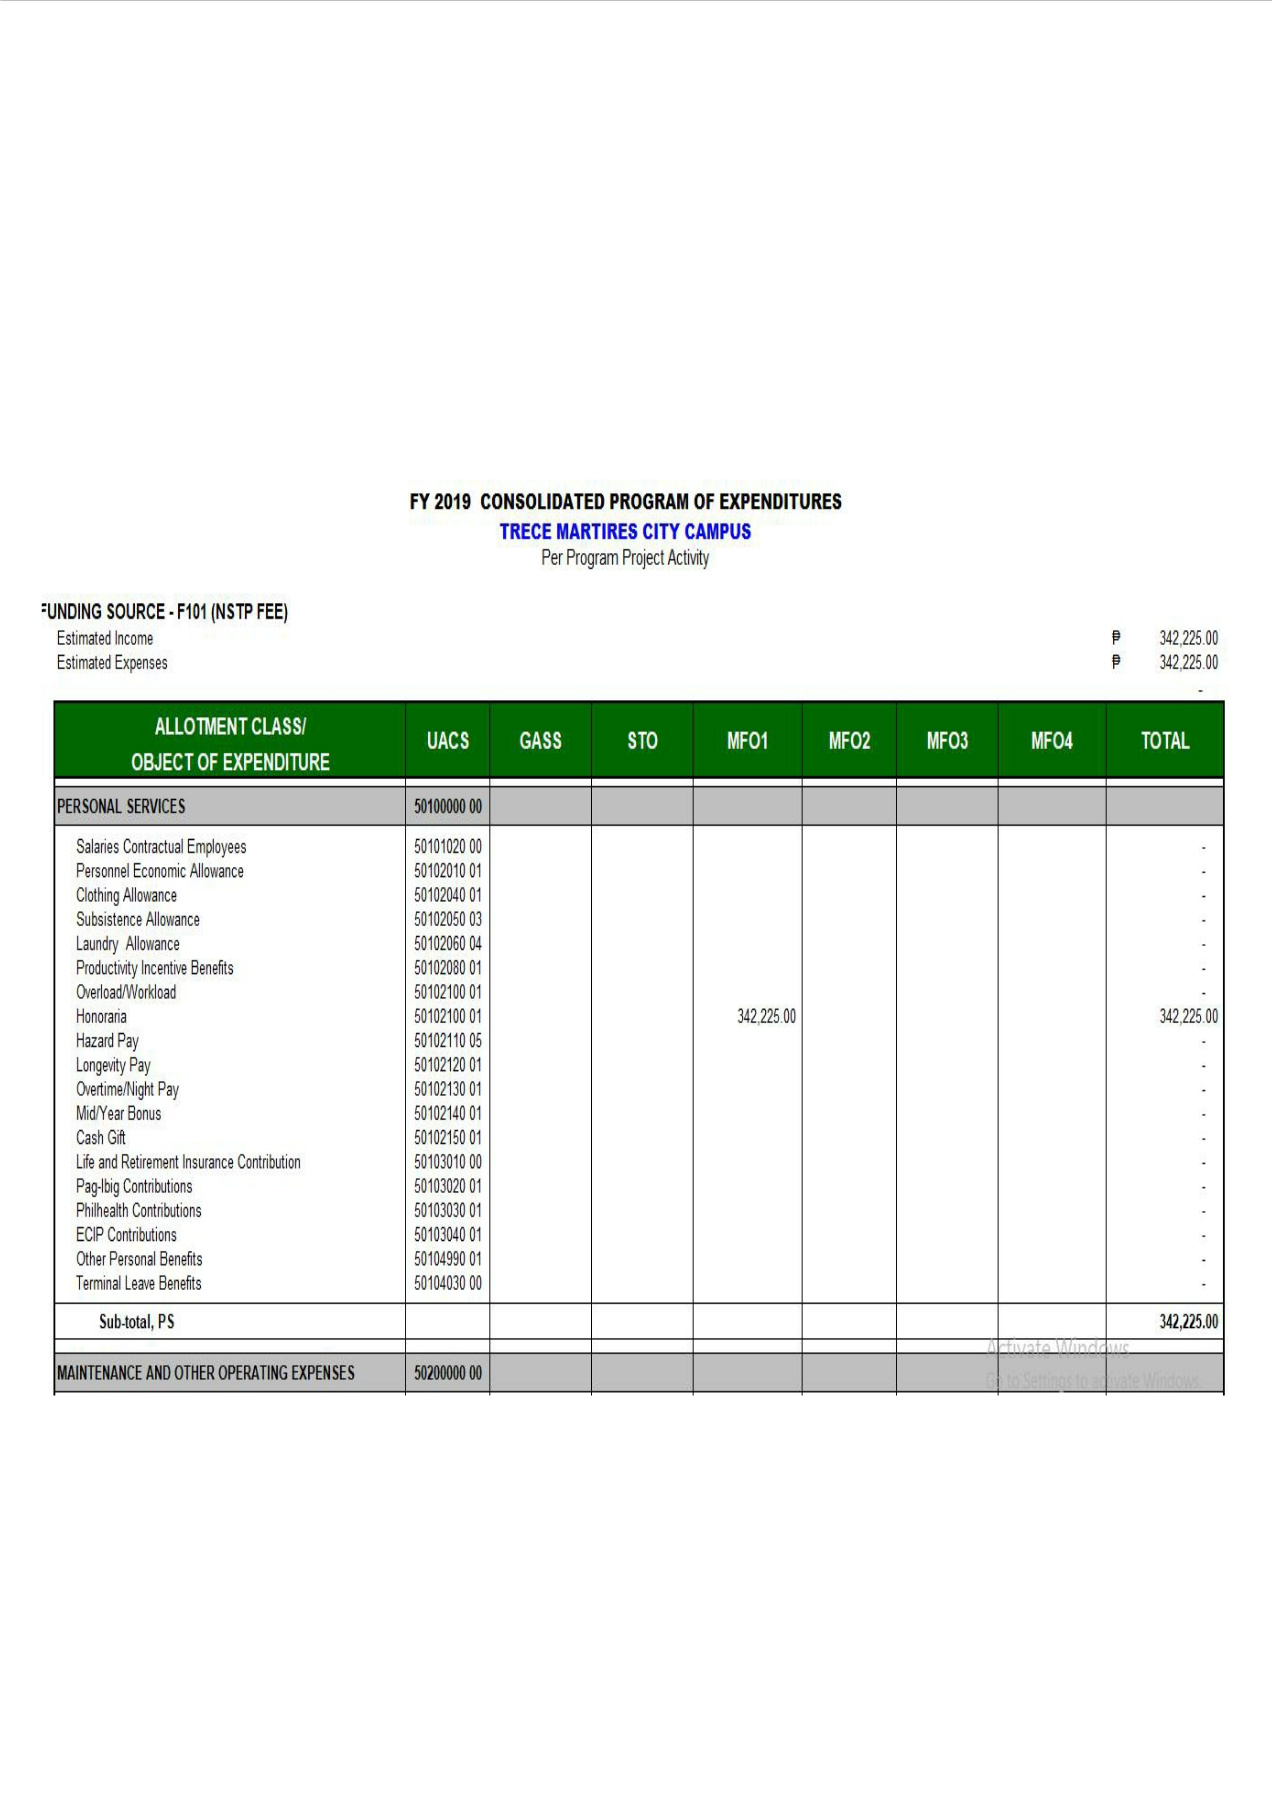 FY 2019 CONSOLIDATED PROGRAM OF EXPENDITURES
TRECE MARTIRES CITY CAMPUS
Per Program Project Activity
FUNDING SOURCE - F101 (NSTP FEE)
Estimated Income ₱ 342,225.00
Estimated Expenses ₱ 342,225.00
-
ALLOTMENT CLASS/
OBJECT OF EXPENDITURE UACS GASS STO MFO1 MFO2 MFO3 MFO4 TOTAL
PERSONAL SERVICES 50100000 00
Salaries Contractual Employees 50101020 00 -
Personnel Economic Allowance 50102010 01 -
Clothing Allowance 50102040 01 -
Subsistence Allowance 50102050 03 -
Laundry Allowance 50102060 04 -
Productivity Incentive Benefits 50102080 01 -
Overload/Workload 50102100 01 -
Honoraria 50102100 01 342,225.00 342,225.00
Hazard Pay 50102110 05 -
Longevity Pay 50102120 01 -
Overtime/Night Pay 50102130 01 -
Mid/Year Bonus 50102140 01 -
Cash Gift 50102150 01 -
Life and Retirement Insurance Contribution 50103010 00 -
Pag-Ibig Contributions 50103020 01 -
Philhealth Contributions 50103030 01 -
ECIP Contributions 50103040 01 -
Other Personal Benefits 50104990 01 -
Terminal Leave Benefits 50104030 00 -
Sub-total, PS 342,225.00
Activate Windows
MAINTENANCE AND OTHER OPERATING EXPENSES 50200000 00
Go to Settings to activate Windows.